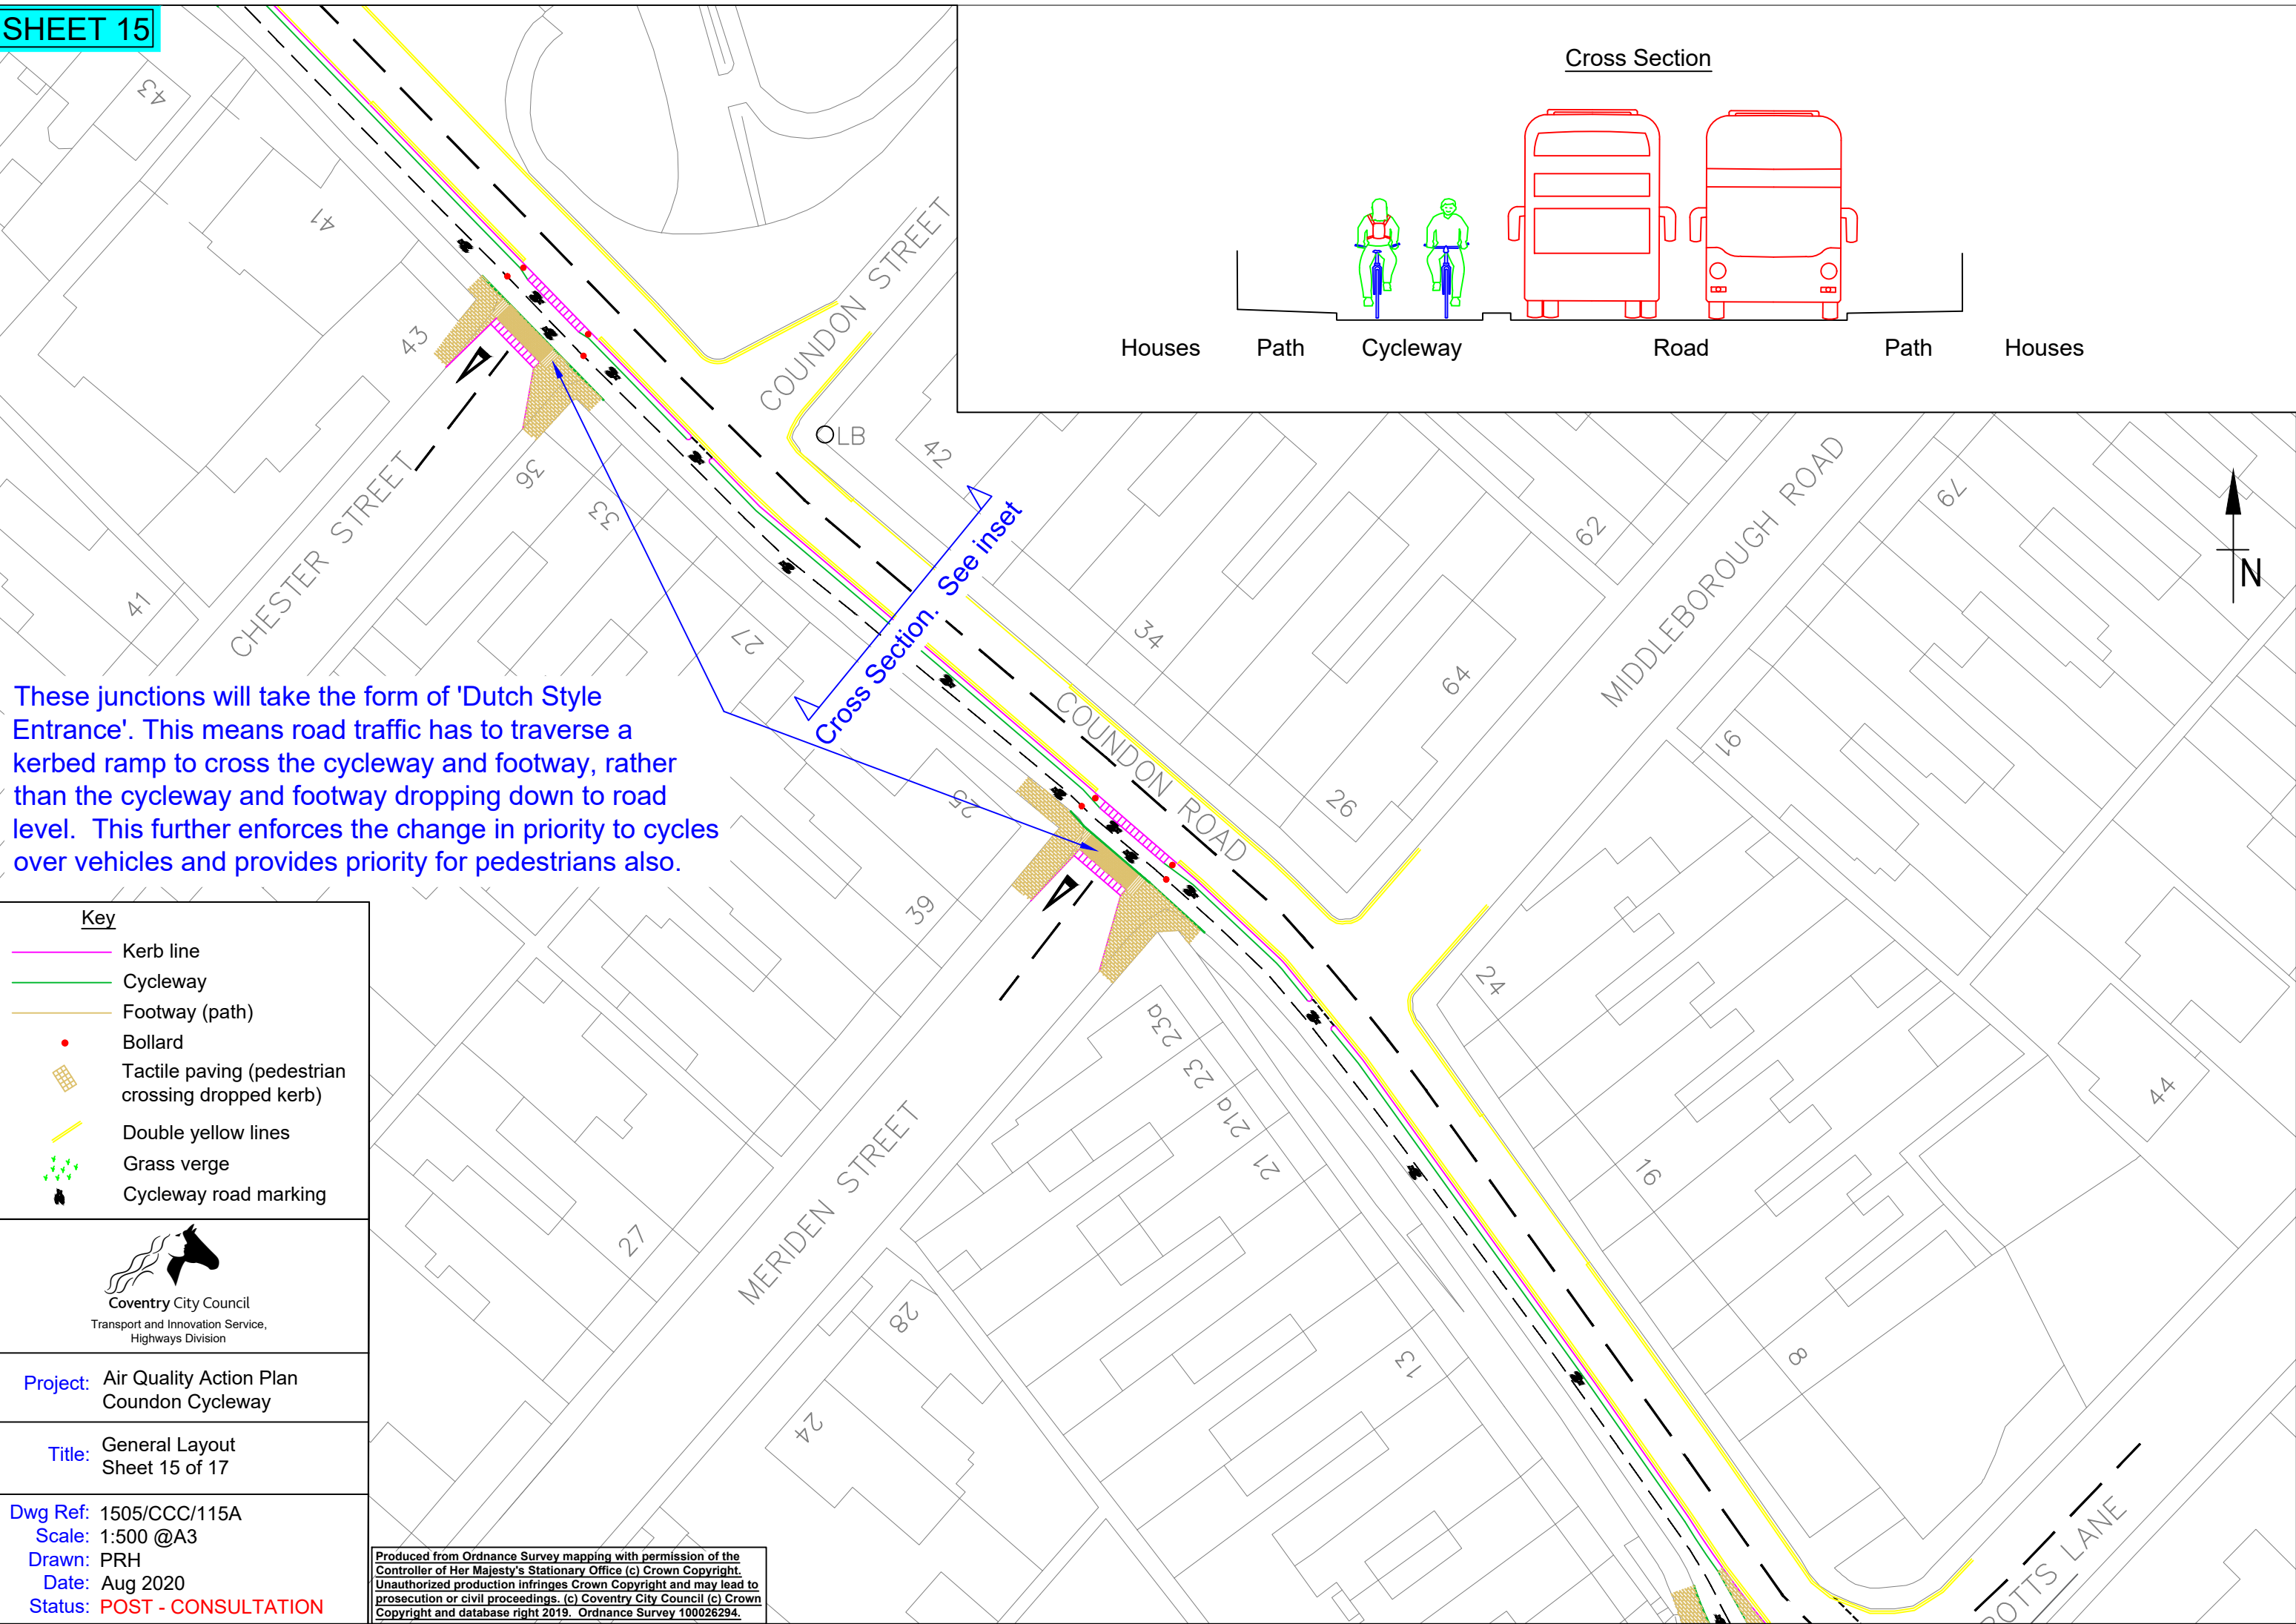 SHEET 15
Cross Section
Houses Path Cycleway Road Path Houses
43
41
COUNDON STREET
LB
42
43
36
33
CHESTER STREET
41
27
Cross Section. See inset
34
62
MIDDLEBOROUGH ROAD
79
N
64
COUNDON ROAD
26
16
25
39
These junctions will take the form of 'Dutch Style
Entrance'. This means road traffic has to traverse a
kerbed ramp to cross the cycleway and footway, rather
than the cycleway and footway dropping down to road
level. This further enforces the change in priority to cycles
over vehicles and provides priority for pedestrians also.
24
23a
23
21a
21
44
16
MERIDEN STREET
27
28
13
8
24
Key
Kerb line
Cycleway
Footway (path)
Bollard
Tactile paving (pedestrian
crossing dropped kerb)
Double yellow lines
Grass verge
Cycleway road marking
Coventry City Council
Transport and Innovation Service,
Highways Division
Project: Air Quality Action Plan
Coundon Cycleway
Title: General Layout
Sheet 15 of 17
Dwg Ref: 1505/CCC/115A
Scale: 1:500 @A3
Drawn: PRH
Date: Aug 2020
Status: POST - CONSULTATION
Produced from Ordnance Survey mapping with permission of the
Controller of Her Majesty's Stationary Office (c) Crown Copyright.
Unauthorized production infringes Crown Copyright and may lead to
prosecution or civil proceedings. (c) Coventry City Council (c) Crown
Copyright and database right 2019. Ordnance Survey 100026294.
OTTS LANE